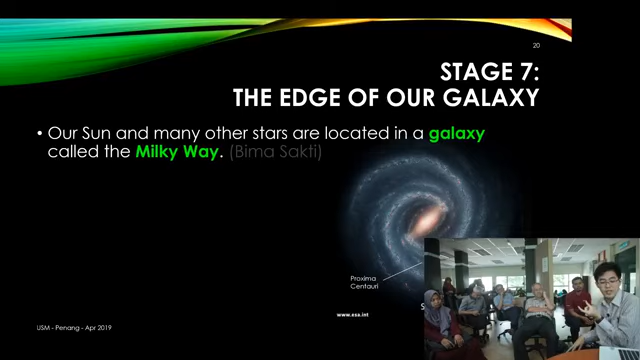 20
STAGE 7:
THE EDGE OF OUR GALAXY
• Our Sun and many other stars are located in a galaxy
called the Milky Way. (Bima Sakti)
Proxima
Centauri
S
www.esa.int
USM - Penang - Apr 2019